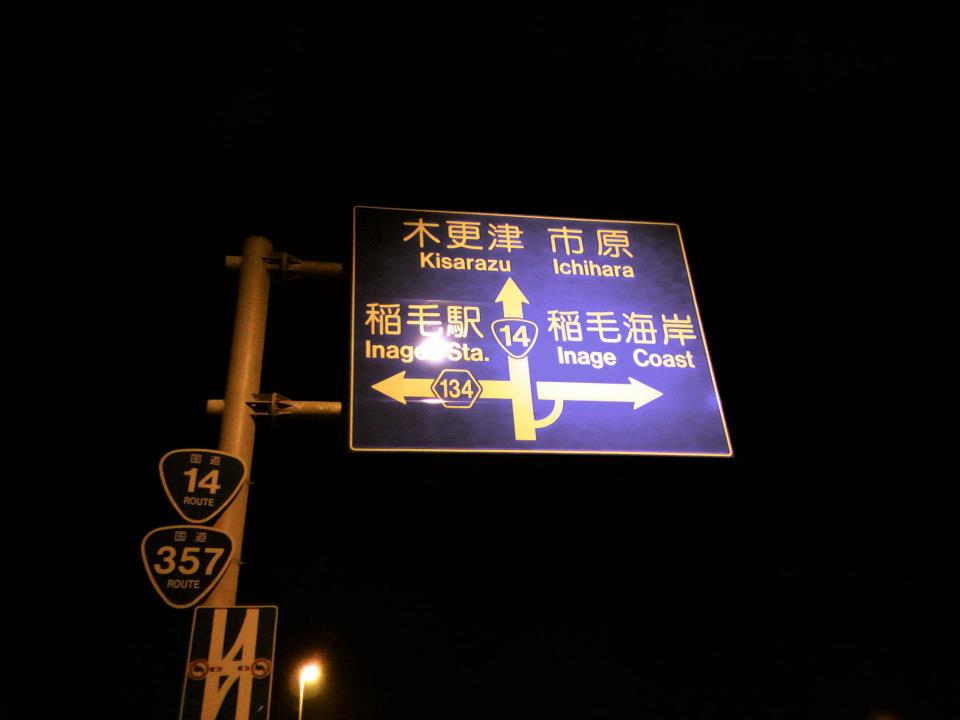 木更津 市原
Kisarazu Ichihara
稲毛駅 14 稲毛海岸
Inage Sta. Inage Coast
134
国道
14
ROUTE
国道
357
ROUTE